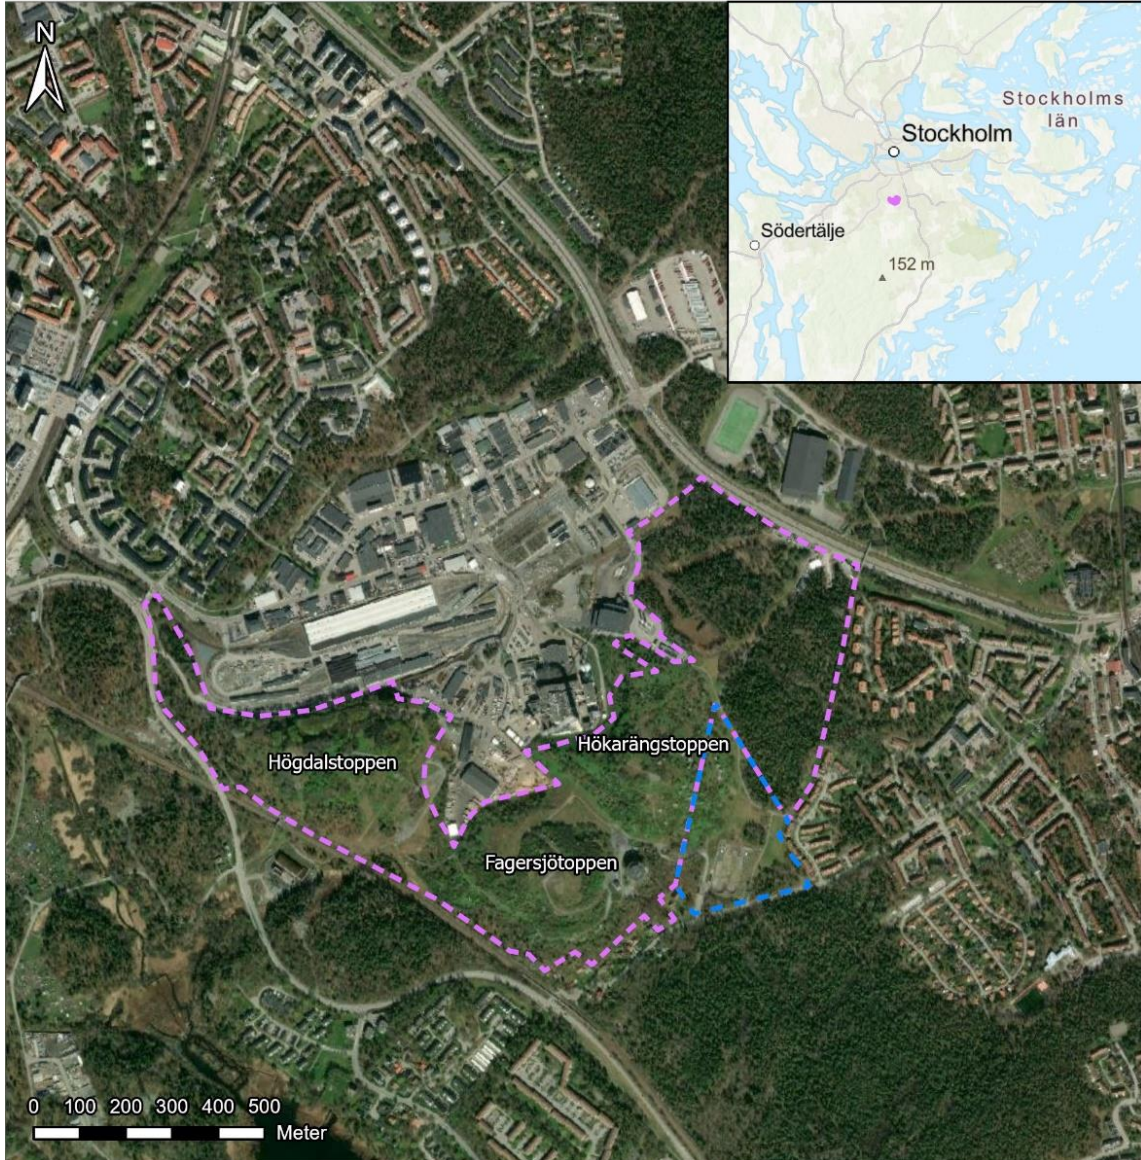 N
Stockholms
län
Stockholm
Södertälje
152 m
Hökarängstoppen
Högdalstoppen
Fagersjötoppen
0 100 200 300 400 500
Meter